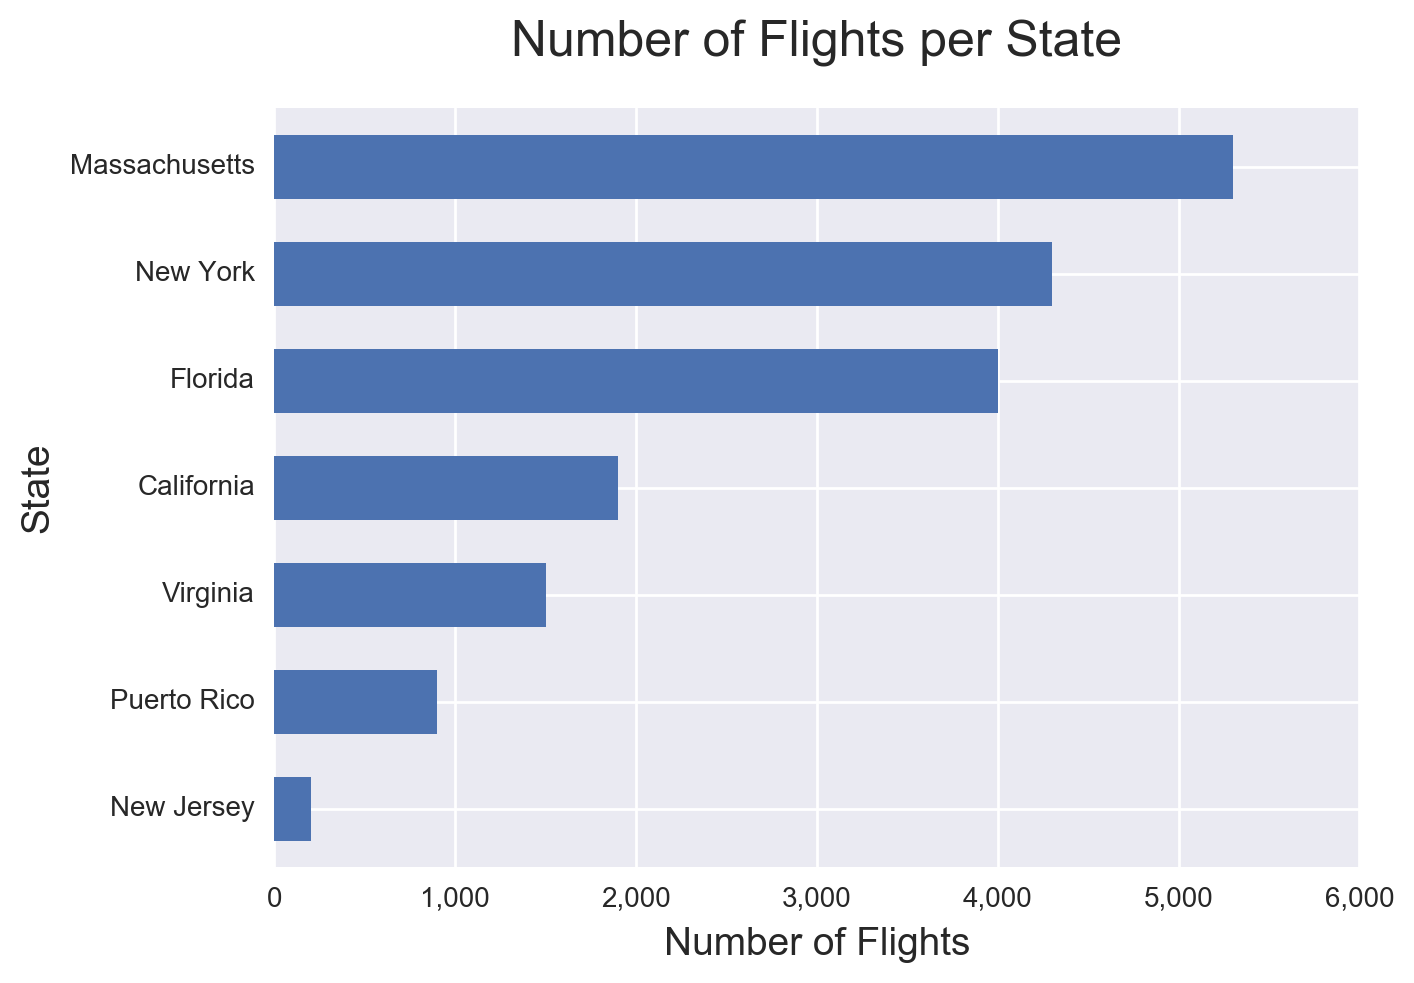 Number of Flights per State
State
Massachusetts
New York
Florida
California
Virginia
Puerto Rico
New Jersey
0 1,000 2,000 3,000 4,000 5,000 6,000
Number of Flights